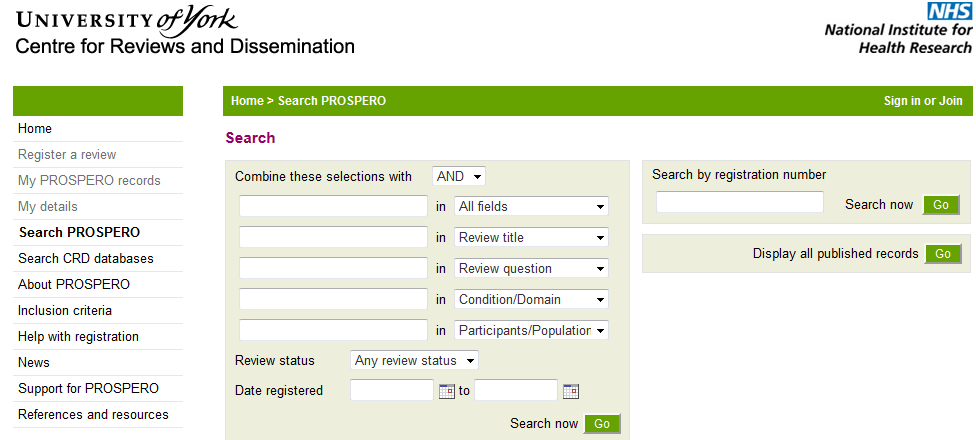 UNIVERSITY of York
Centre for Reviews and Dissemination
NHS
National Institute for
Health Research
Home > Search PROSPERO
Sign in or Join
Home
Register a review
My PROSPERO records
My details
Search PROSPERO
Search CRD databases
About PROSPERO
Inclusion criteria
Help with registration
News
Support for PROSPERO
References and resources
Search
Combine these selections with AND
in All fields
in Review title
in Review question
in Condition/Domain
in Participants/Population
Review status Any review status
Date registered to
Search now Go
Search by registration number
Search now Go
Display all published records Go